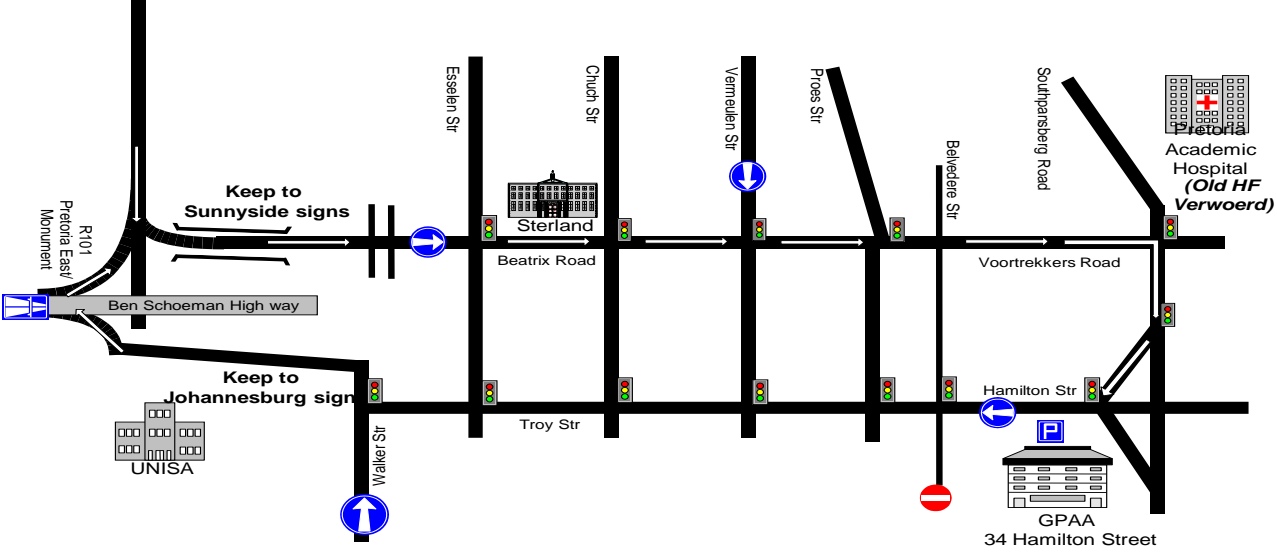 Esselen Str
Chuch Str
Vermeulen Str
Proes Str
Belvedere Str
Southpansberg Road
Pretoria
Academic
Hospital
(Old HF
Verwoerd)
Keep to
Sunnyside signs
R101
Pretoria East/
Monument
Sterland
Beatrix Road
Voortrekkers Road
Ben Schoeman High way
Keep to
Johannesburg sign
Hamilton Str
Troy Str
Walker Str
UNISA
P
GPAA
34 Hamilton Street